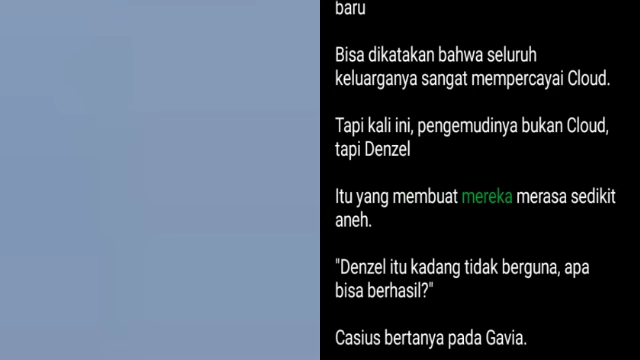 baru
Bisa dikatakan bahwa seluruh
keluarganya sangat mempercayai Cloud.
Tapi kali ini, pengemudinya bukan Cloud,
tapi Denzel
Itu yang membuat mereka merasa sedikit
aneh.
"Denzel itu kadang tidak berguna, apa
bisa berhasil?"
Casius bertanya pada Gavia.